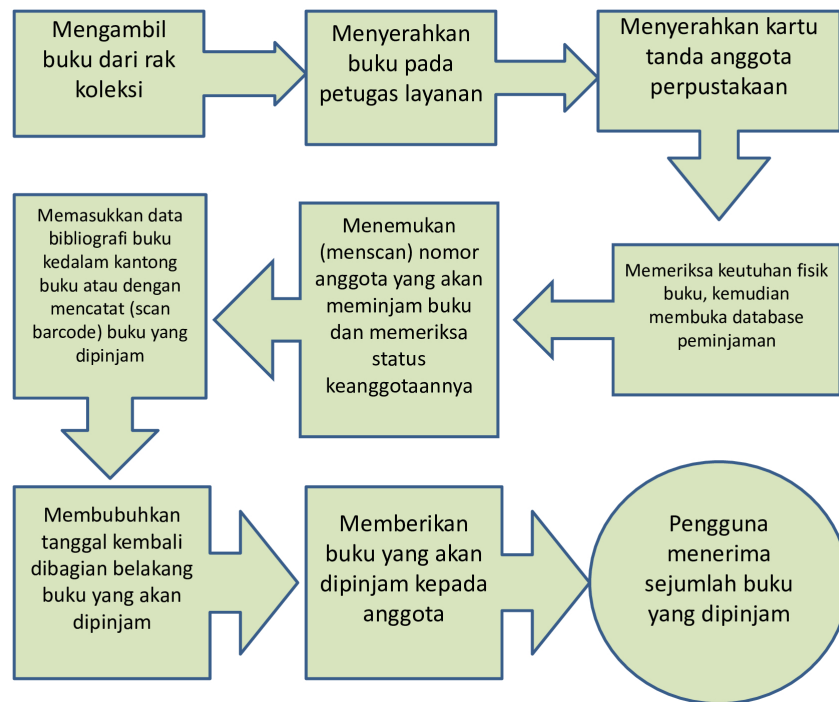 Mengambil
buku dari rak
koleksi
Menyerahkan
buku pada
petugas layanan
Menyerahkan kartu
tanda anggota
perpustakaan
Memeriksa keutuhan fisik
buku, kemudian
membuka database
peminjaman
Menemukan
(menscan) nomor
anggota yang akan
meminjam buku
dan memeriksa
status
keanggotaannya
Memasukkan data
bibliografi buku
kedalam kantong
buku atau dengan
mencatat (scan
barcode) buku yang
dipinjam
Membubuhkan
tanggal kembali
dibagian belakang
buku yang akan
dipinjam
Memberikan
buku yang akan
dipinjam kepada
anggota
Pengguna
menerima
sejumlah buku
yang dipinjam